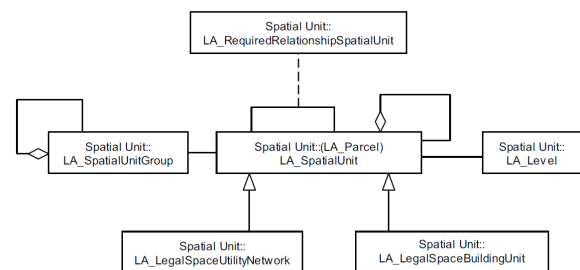 Spatial Unit::
LA_RequiredRelationshipSpatialUnit
Spatial Unit::
LA_SpatialUnitGroup
Spatial Unit::(LA_Parcel)
LA_SpatialUnit
Spatial Unit::
LA_Level
Spatial Unit::
LA_LegalSpaceUtilityNetwork
Spatial Unit::
LA_LegalSpaceBuildingUnit